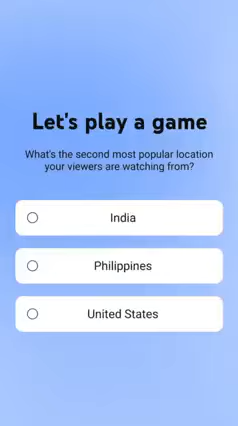 Let's play a game
What's the second most popular location
your viewers are watching from?
India
Philippines
United States